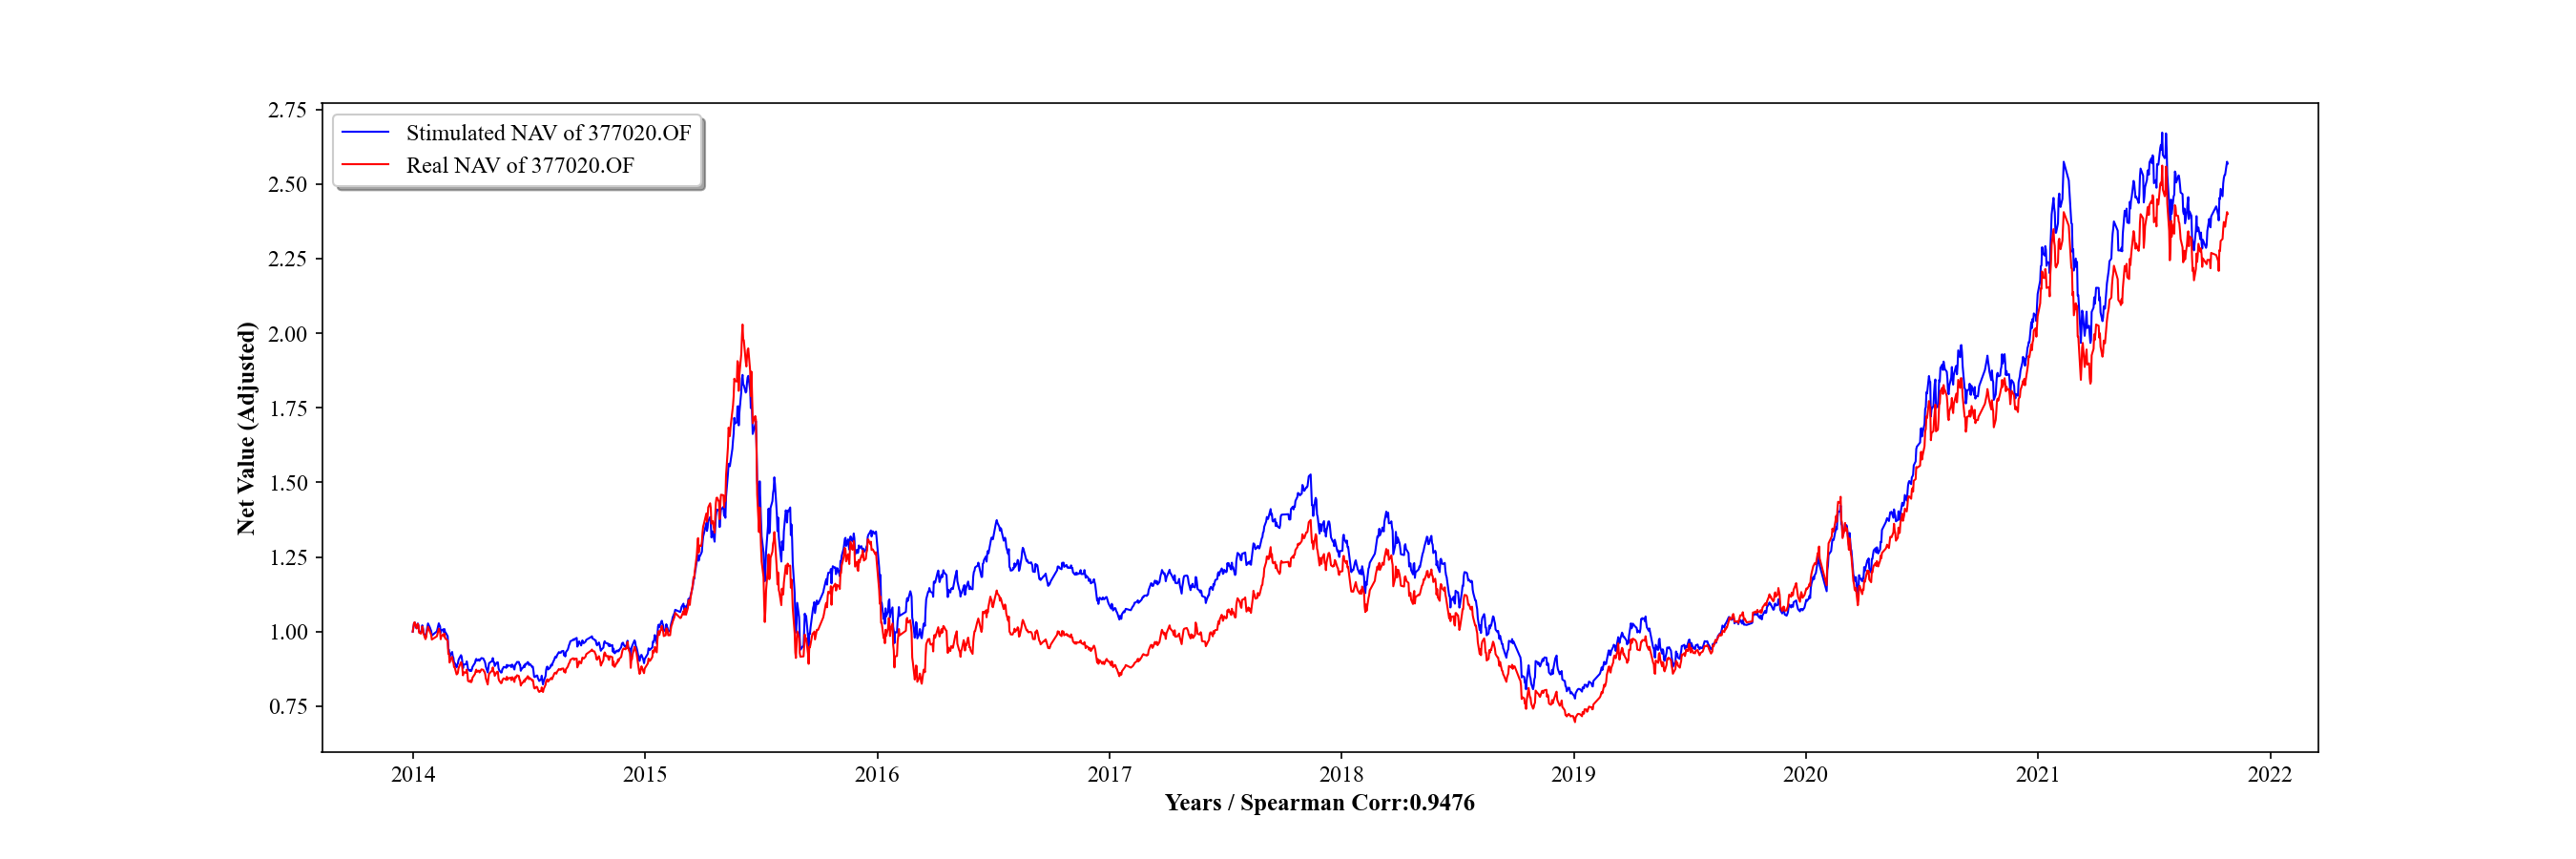 Stimulated NAV of 377020.OF
Real NAV of 377020.OF
Net Value (Adjusted)
2.75
2.50
2.25
2.00
1.75
1.50
1.25
1.00
0.75
2014 2015 2016 2017 2018 2019 2020 2021 2022
Years / Spearman Corr:0.9476